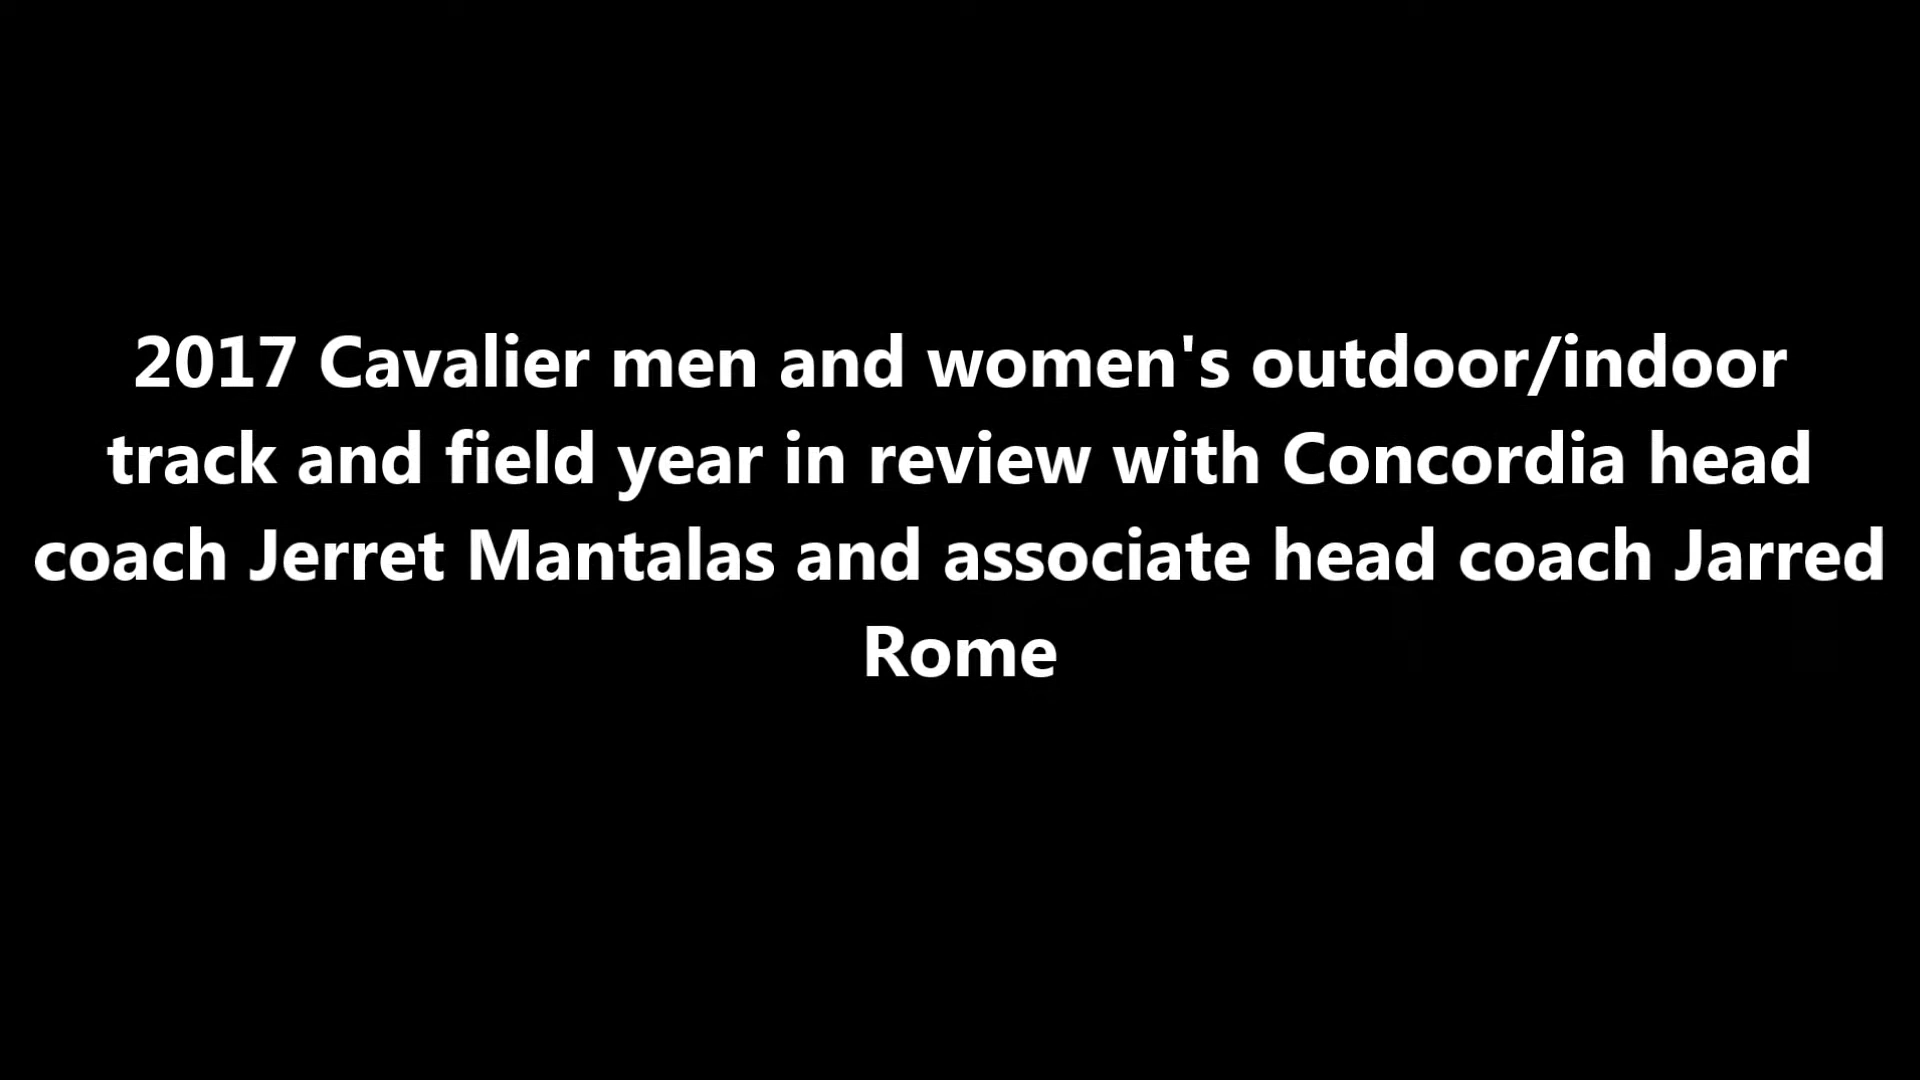 2017 Cavalier men and women's outdoor/indoor
track and field year in review with Concordia head
coach Jerret Mantalas and associate head coach Jarred
Rome